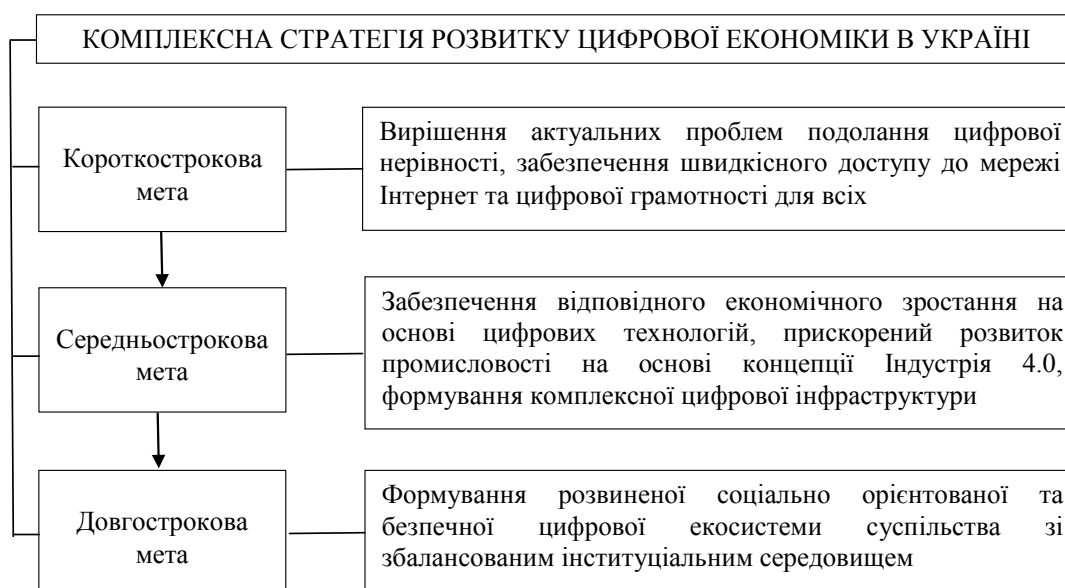 КОМПЛЕКСНА СТРАТЕГІЯ РОЗВИТКУ ЦИФРОВОЇ ЕКОНОМІКИ В УКРАЇНІ
Короткострокова
мета
Вирішення актуальних проблем подолання цифрової
нерівності, забезпечення швидкісного доступу до мережі
Інтернет та цифрової грамотності для всіх
Середньострокова
мета
Забезпечення відповідного економічного зростання на
основі цифрових технологій, прискорений розвиток
промисловості на основі концепції Індустрія 4.0,
формування комплексної цифрової інфраструктури
Довгострокова
мета
Формування розвиненої соціально орієнтованої та
безпечної цифрової екосистеми суспільства зі
збалансованим інституціальним середовищем